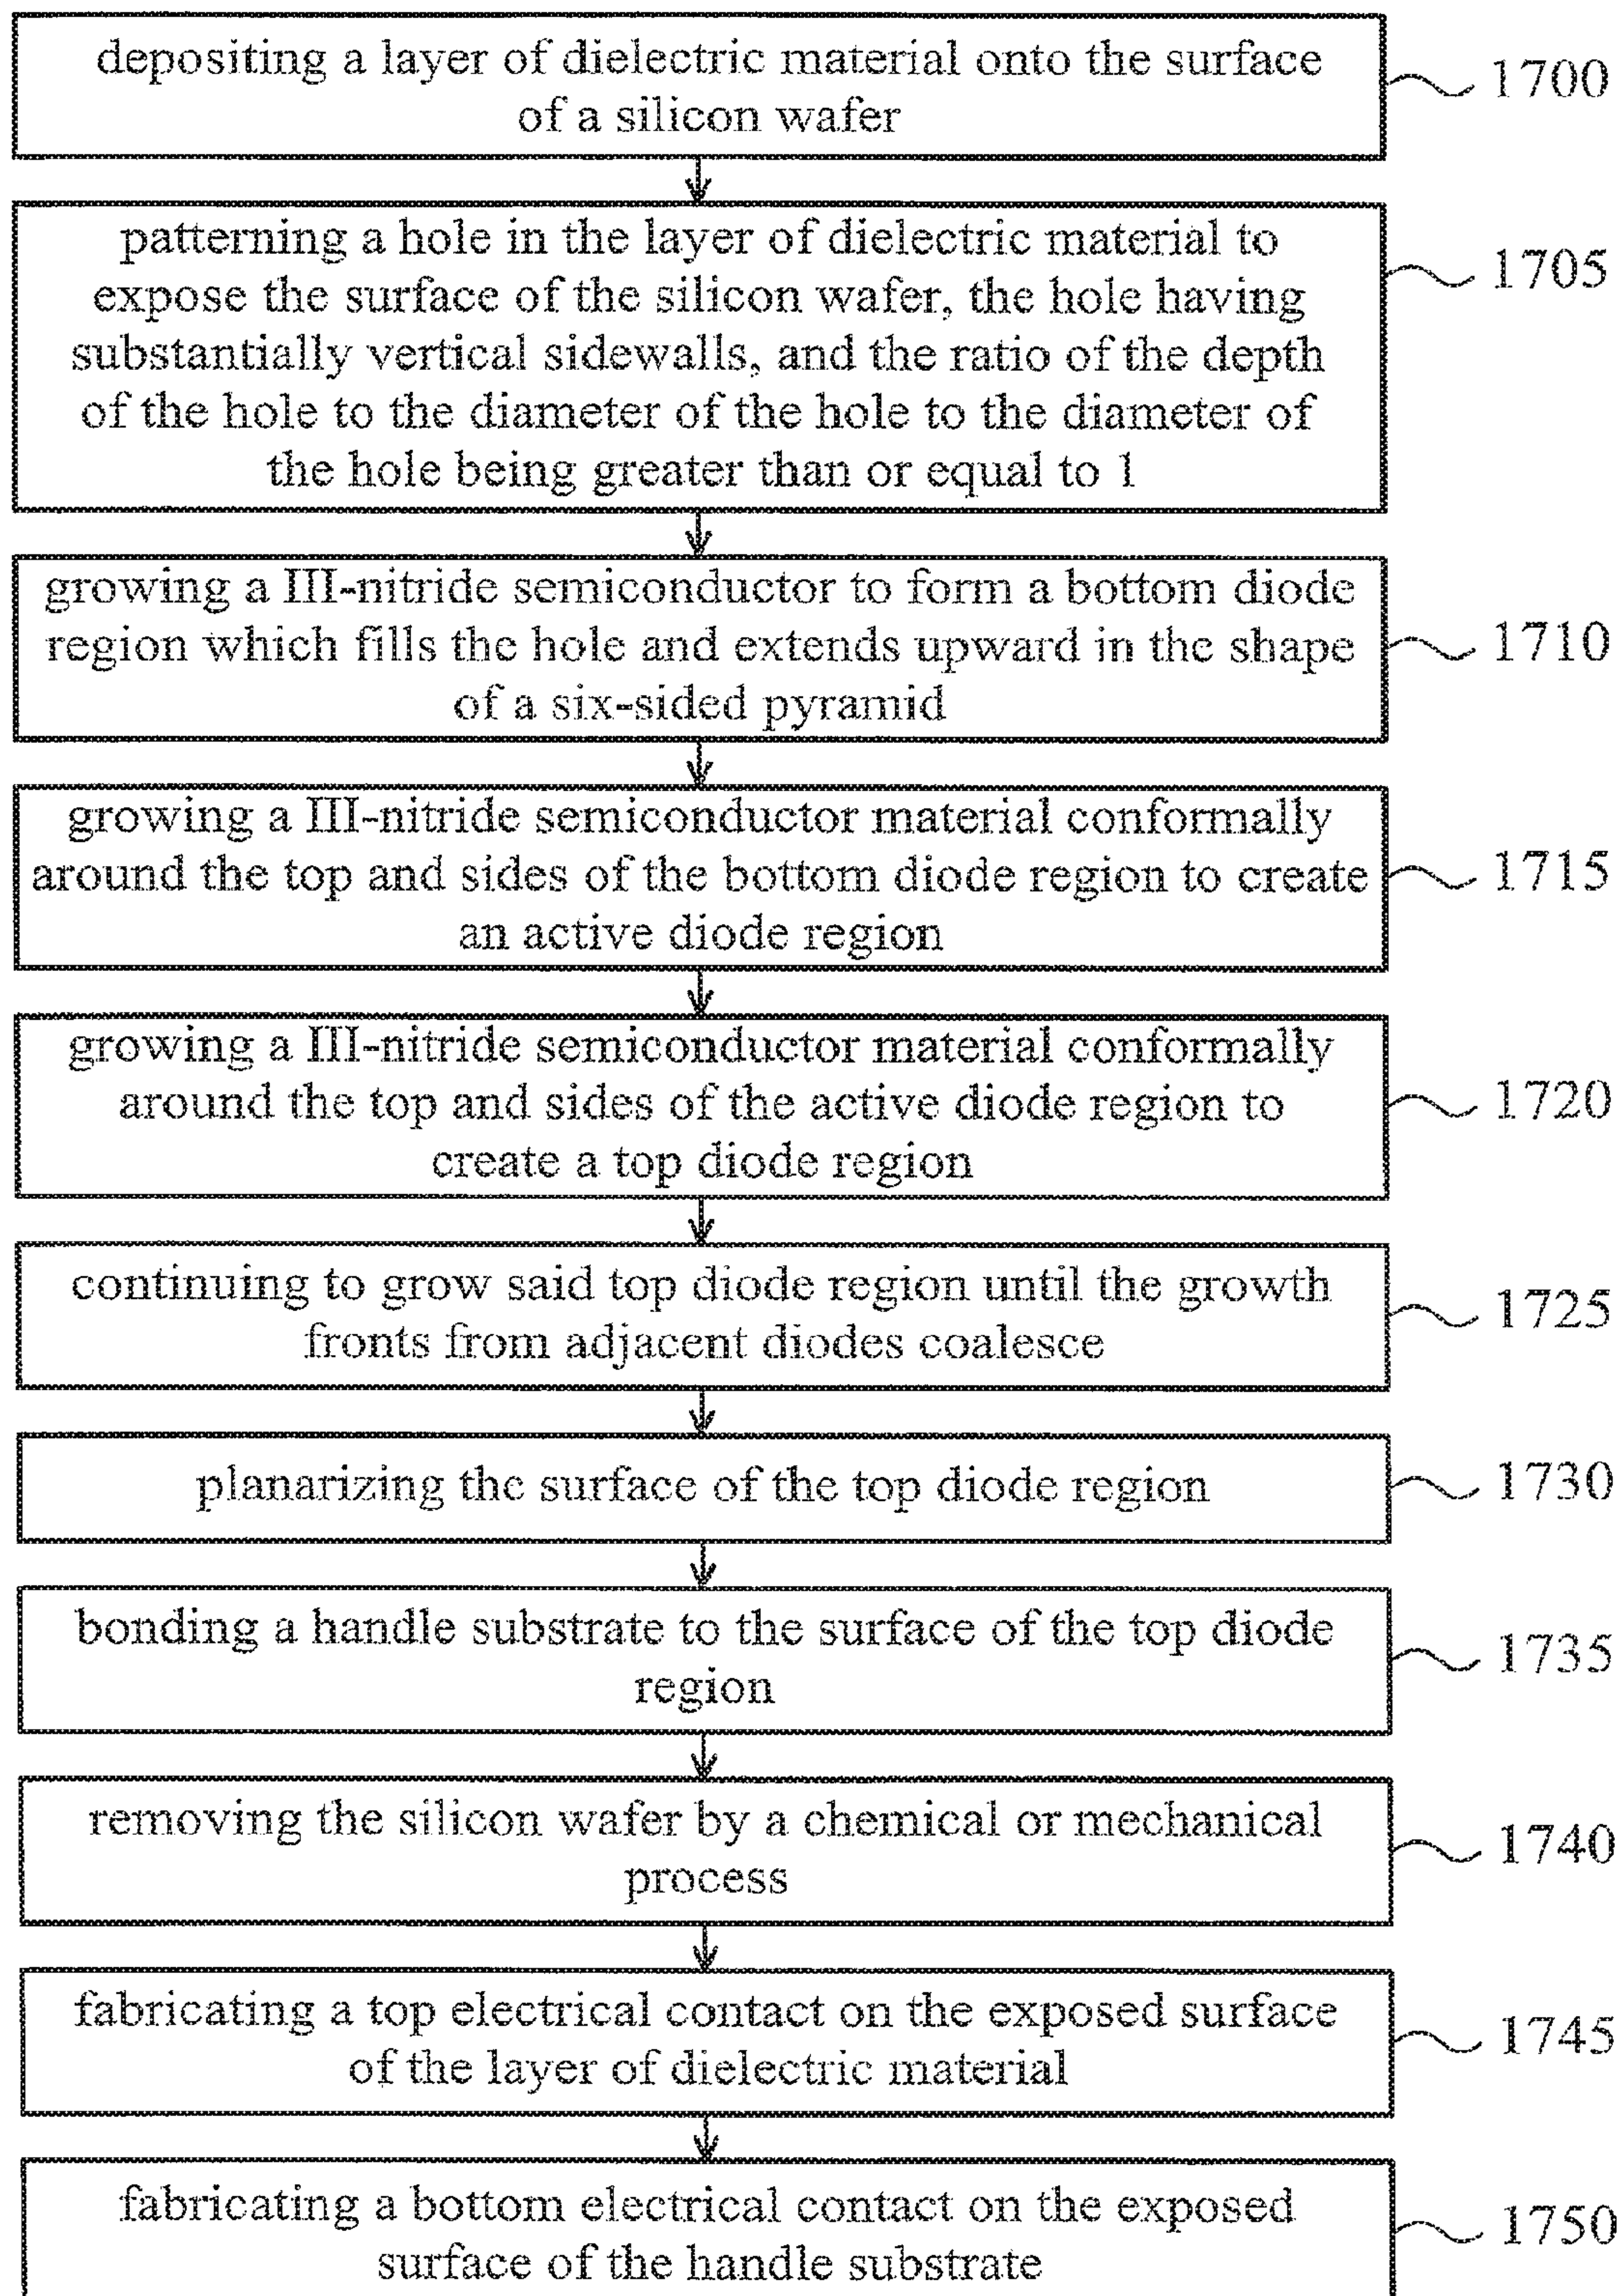 depositing a layer of dielectric material onto the surface
of a silicon wafer
1700
patterning a hole in the layer of dielectric material to
expose the surface of the silicon wafer, the hole having
substantially vertical sidewalls, and the ratio of the depth
of the hole to the diameter of the hole to the diameter of
the hole being greater than or equal to 1
1705
growing a III-nitride semiconductor to form a bottom diode
region which fills the hole and extends upward in the shape
of a six-sided pyramid
1710
growing a III-nitride semiconductor material conformally
around the top and sides of the bottom diode region to create
an active diode region
1715
growing a III-nitride semiconductor material conformally
around the top and sides of the active diode region to
create a top diode region
1720
continuing to grow said top diode region until the growth
fronts from adjacent diodes coalesce
1725
planarizing the surface of the top diode region
1730
bonding a handle substrate to the surface of the top diode
region
1735
removing the silicon wafer by a chemical or mechanical
process
1740
fabricating a top electrical contact on the exposed surface
of the layer of dielectric material
1745
fabricating a bottom electrical contact on the exposed
surface of the handle substrate
1750